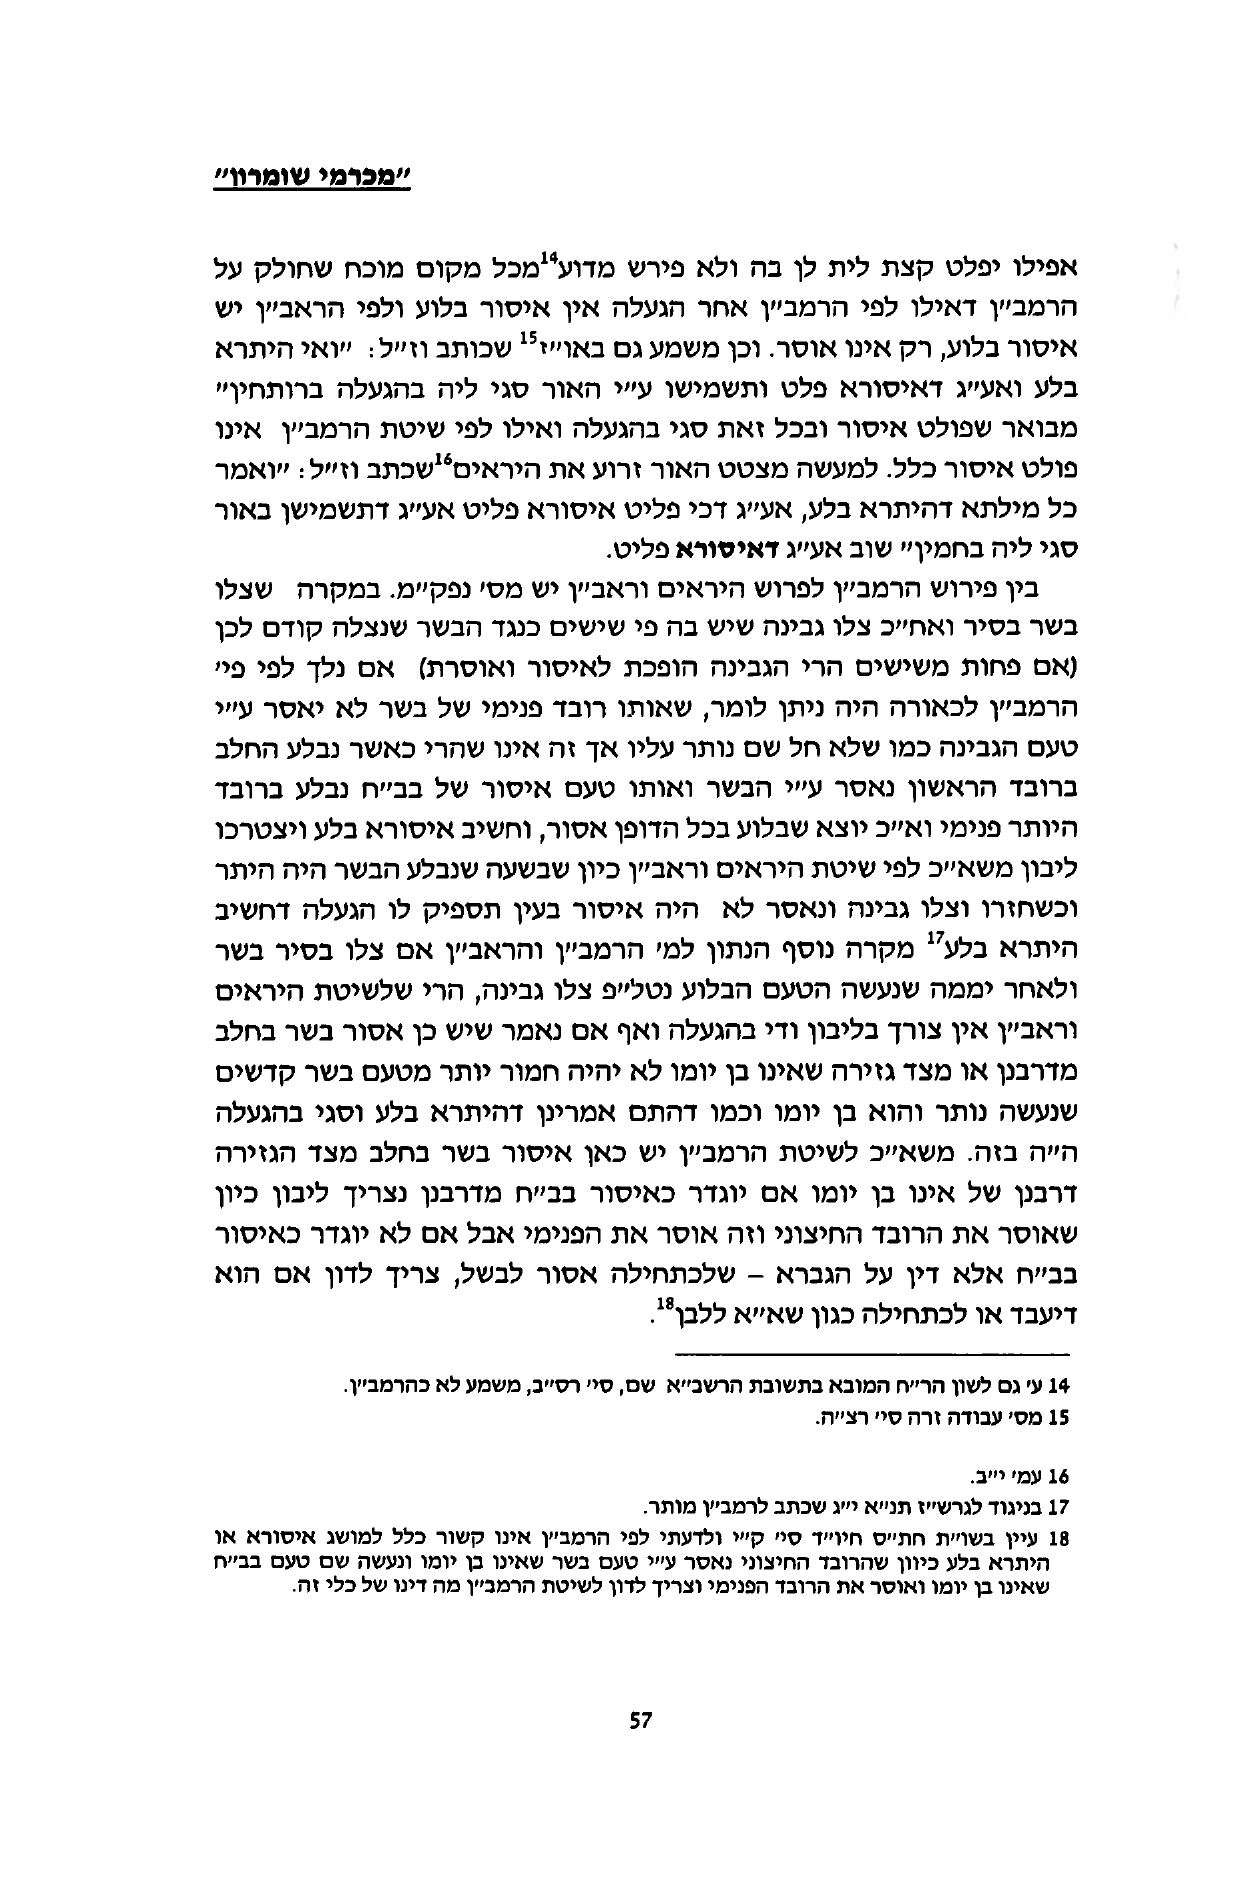 "מכרמי שומרון"
אפילו יפלט קצת לית לן בה ולא פירש מדוע14מכל מקום מוכח שחולק על
הרמב"ן דאילו לפי הרמב"ן אחר הגעלה אין איסור בלוע ולפי הראב"ן יש
איסור בלוע, רק אינו אוסר. וכן משמע גם באו"ז15 שכותב וז"ל: "ואי היתרא
בלע ואע"ג דאיסורא פלט ותשמישו ע"י האור סגי ליה בהגעלה ברותחין"
מבואר שפולט איסור ובכל זאת סגי בהגעלה ואילו לפי שיטת הרמב"ן אינו
פולט איסור כלל. למעשה מצטט האור זרוע את היראים16שכתב וז"ל: "ואמר
כל מילתא דהיתרא בלע, אע"ג דכי פליט איסורא פליט אע"ג דתשמישן באור
סגי ליה בחמין" שוב אע"ג דאיסורא פליט.
בין פירוש הרמב"ן לפרוש היראים וראב"ן יש מס' נפק"מ. במקרה שצלו
בשר בסיר ואח"כ צלו גבינה שיש בה פי שישים כנגד הבשר שנצלה קודם לכן
(אם פחות משישים הרי הגבינה הופכת לאיסור ואוסרת) אם נלך לפי פי'
הרמב"ן לכאורה היה ניתן לומר, שאותו רובד פנימי של בשר לא יאסר ע"י
טעם הגבינה כמו שלא חל שם נותר עליו אך זה אינו שהרי כאשר נבלע החלב
ברובד הראשון נאסר ע"י הבשר ואותו טעם איסור של בב"ח נבלע ברובד
היותר פנימי וא"כ יוצא שבלוע בכל הדופן אסור, וחשיב איסורא בלע ויצטרכו
ליבון משא"כ לפי שיטת היראים וראב"ן כיון שבשעה שנבלע הבשר היה היתר
וכשחזרו וצלו גבינה ונאסר לא היה איסור בעין תספיק לו הגעלה דחשיב
היתרא בלע17 מקרה נוסף הנתון למ' הרמב"ן והראב"ן אם צלו בסיר בשר
ולאחר יממה שנעשה הטעם הבלוע נטל"פ צלו גבינה, הרי שלשיטת היראים
וראב"ן אין צורך בליבון ודי בהגעלה ואף אם נאמר שיש כן אסור בשר בחלב
מדרבנן או מצד גזירה שאינו בן יומו לא יהיה חמור יותר מטעם בשר קדשים
שנעשה נותר והוא בן יומו וכמו דהתם אמרינן דהיתרא בלע וסגי בהגעלה
ה"ה בזה. משא"כ לשיטת הרמב"ן יש כאן איסור בשר בחלב מצד הגזירה
דרבנן של אינו בן יומו אם יוגדר כאיסור בב"ח מדרבנן נצריך ליבון כיון
שאוסר את הרובד החיצוני וזה אוסר את הפנימי אבל אם לא יוגדר כאיסור
בב"ח אלא דין על הגברא – שלכתחילה אסור לבשל, צריך לדון אם הוא
דיעבד או לכתחילה כגון שא"א ללבן18.
14 עי' גם לשון הר"ח המובא בתשובת הרשב"א שם, סי' רס"ב, משמע לא כהרמב"ן.
15 מס' עבודה זרה סי' רצ"ה.
16 עמ' י"ב.
17 בניגוד לגרש"ז תנ"א י"ג שכתב לרמב"ן מותר.
18 עיין בשו"ת חת"ס חיו"ד סי' ק"י ולדעתי לפי הרמב"ן אינו קשור כלל למושג איסורא או
היתרא בלע כיוון שהרובד החיצוני נאסר ע"י טעם בשר שאינו בן יומו ונעשה שם טעם בב"ח
שאינו בן יומו ואוסר את הרובד הפנימי וצריך לדון לשיטת הרמב"ן מה דינו של כלי זה.
57